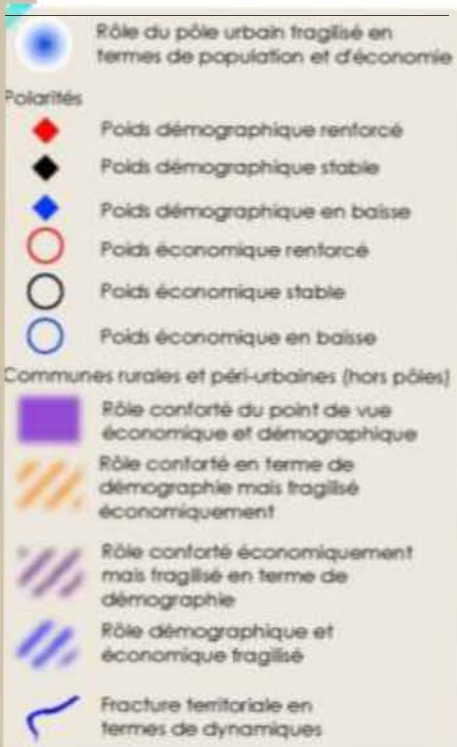 Rôle du pôle urbain fragilisé en
termes de population et d'économie
Polarités
Poids démographique renforcé
Poids démographique stable
Poids démographique en baisse
Poids économique renforcé
Poids économique stable
Poids économique en baisse
Communes rurales et péri-urbaines (hors pôles)
Rôle conforté du point de vue
économique et démographique
Rôle conforté en terme de
démographie mais fragilisé
économiquement
Rôle conforté économiquement
mais fragilisé en terme de
démographie
Rôle démographique et
économique fragilisé
Fracture territoriale en
termes de dynamiques